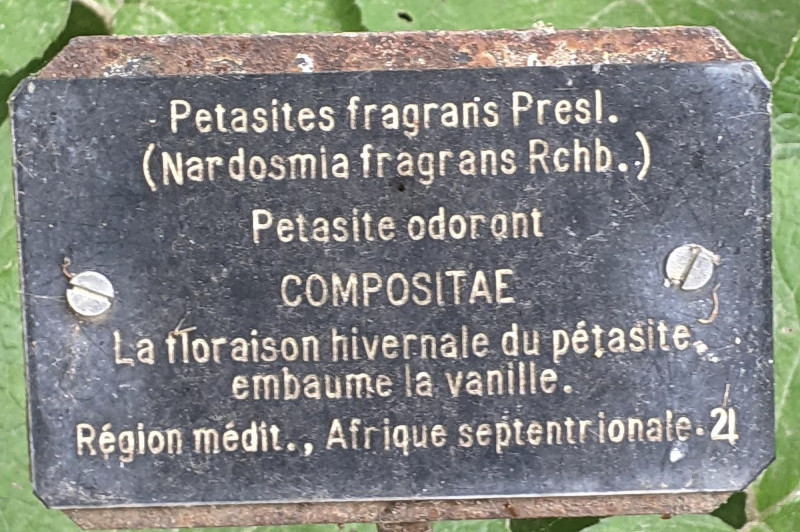 Petasites fragrans Presl.
(Nardosmia fragrans Rchb..)
Petasite odorant
COMPOSITAE
La floraison hivernale du pétasite
embaume la vanille.
Région médit., Afrique septentrionale. 21